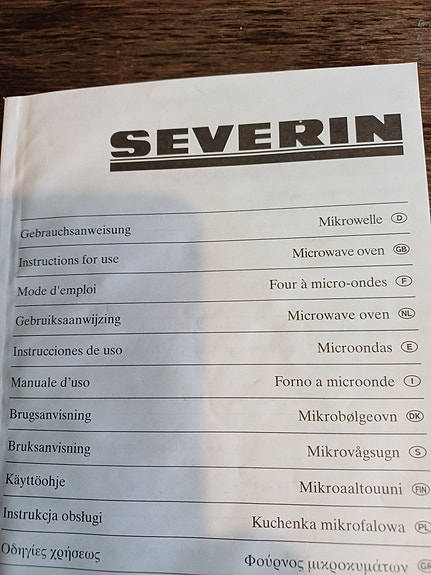 SEVERIN
Gebrauchsanweisung Mikrowelle D
Instructions for use Microwave oven GB
Mode d'emploi Four à micro-ondes F
Gebruiksaanwijzing Microwave oven NL
Instrucciones de uso Microondas E
Manuale d'uso Forno a microonde I
Brugsanvisning Mikrobølgeovn DK
Bruksanvisning Mikrovågsugn S
Käyttöohje Mikroaaltouuni FIN
Instrukcja obsługi Kuchenka mikrofalowa PL
Οδηγίες χρήσεως Φούρνος μικροκυμάτων GR